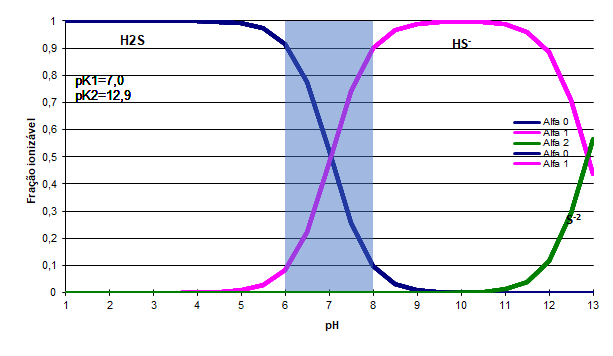 1
0,9
0,8
0,7
0,6
0,5
0,4
0,3
0,2
0,1
0
Fração ionizável
H2S
HS-
pK1=7,0
pK2=12,9
Alfa 0
Alfa 1
Alfa 2
Alfa 0
Alfa 1
S-2
1 2 3 4 5 6 7 8 9 10 11 12 13
pH